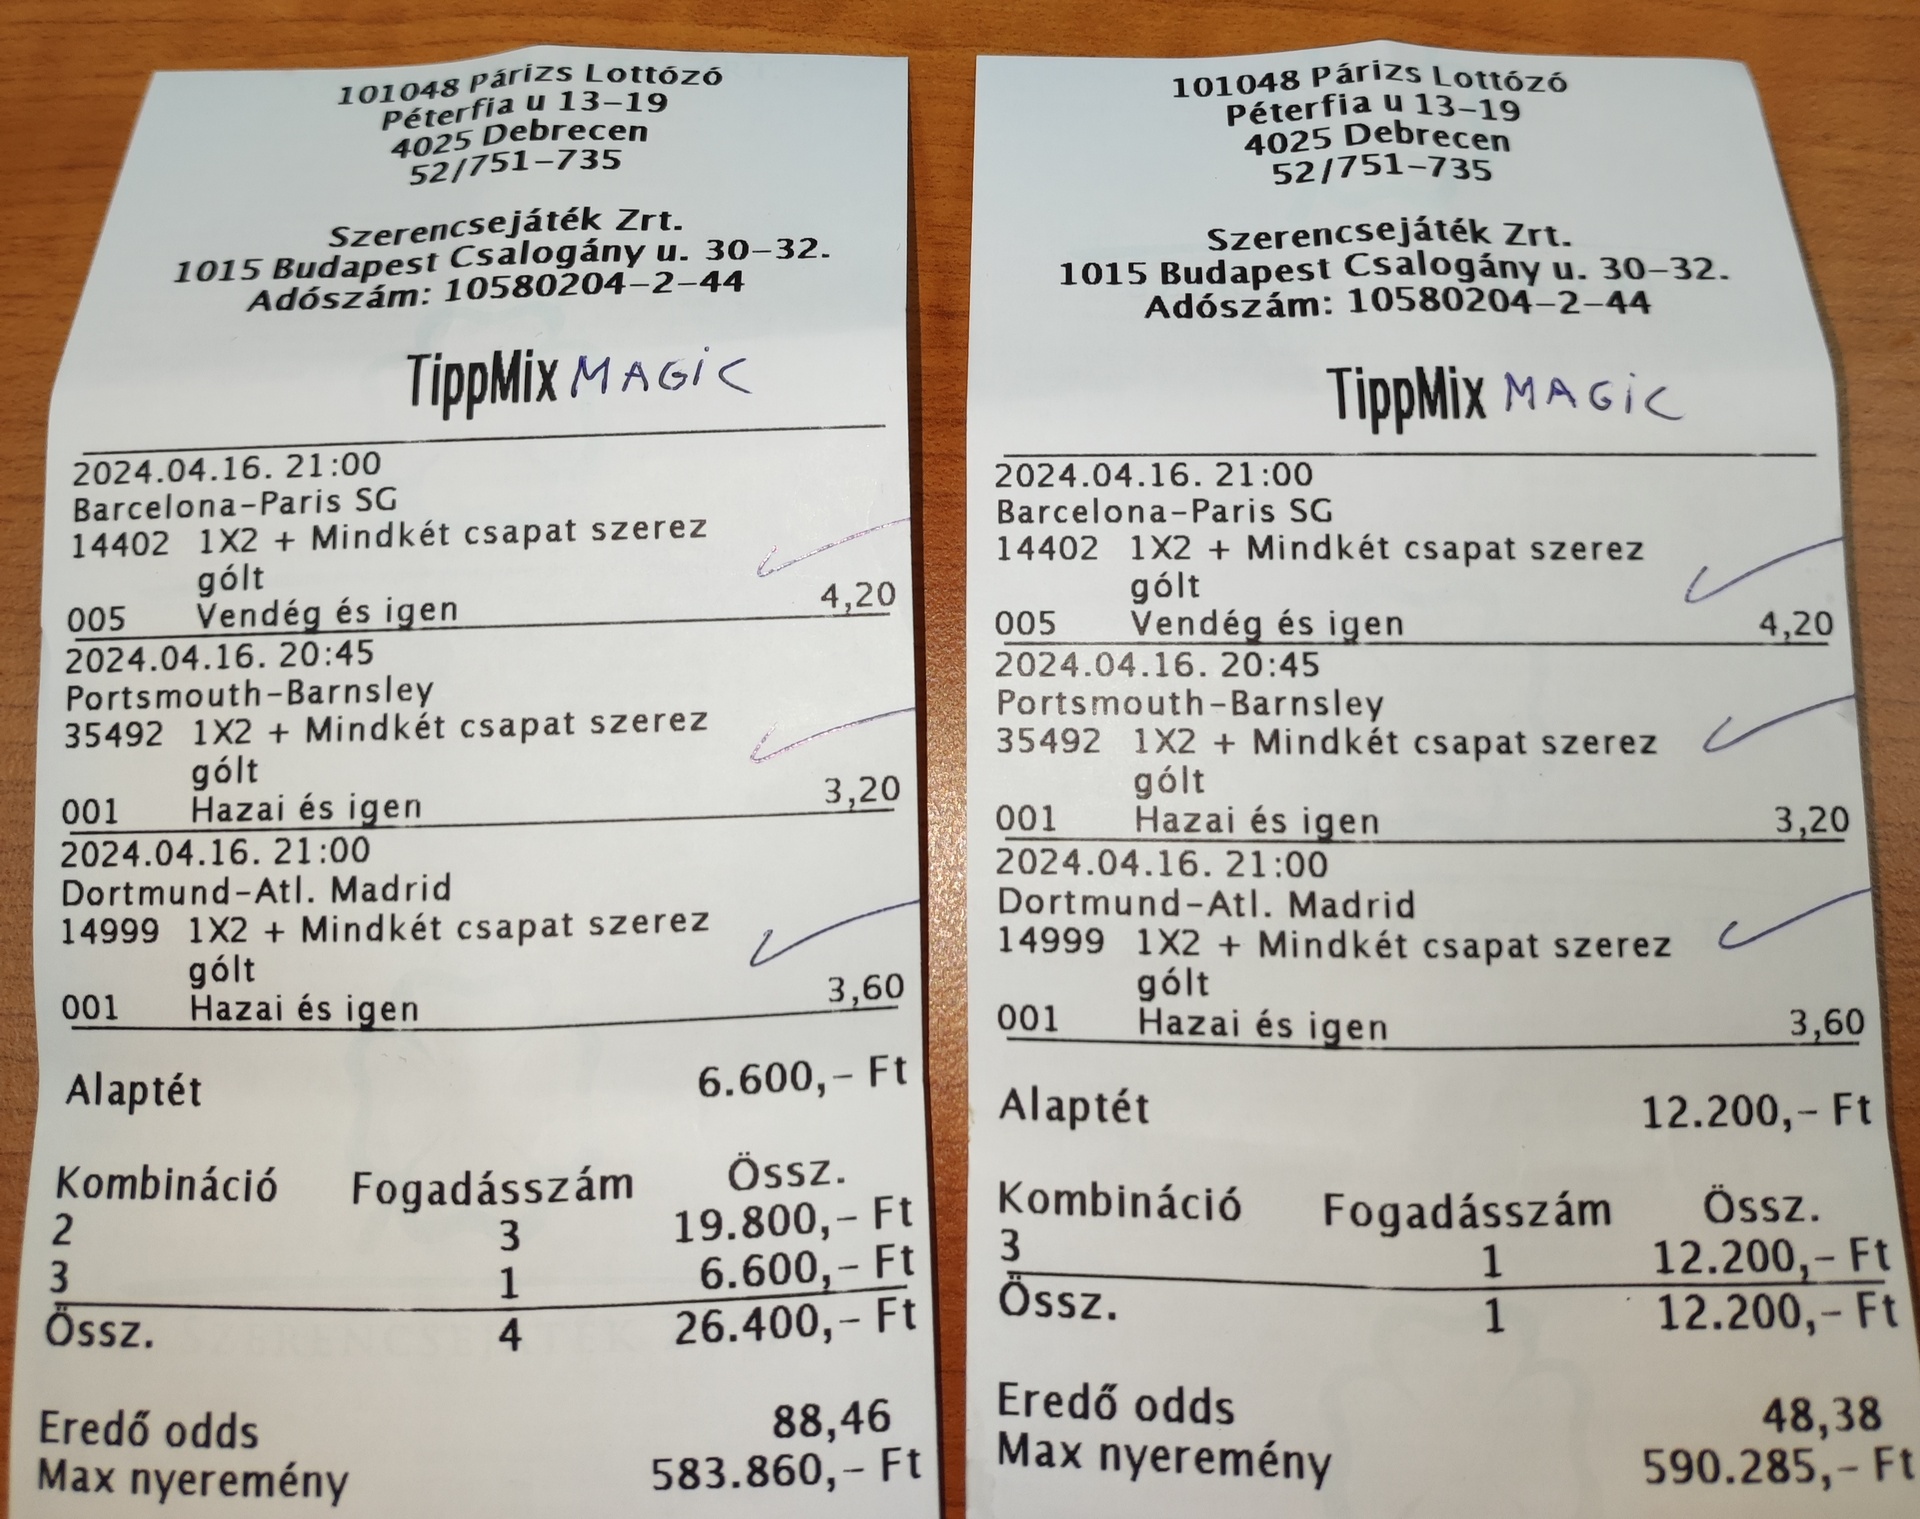 101048 Párizs Lottózó
Péterfia u 13-19
4025 Debrecen
52/751-735
Szerencsejáték Zrt.
1015 Budapest Csalogány u. 30-32.
Adószám: 10580204-2-44
TippMix MAGiC
2024.04.16. 21:00
Barcelona-Paris SG
14402 1X2 + Mindkét csapat szerez
gólt
005 Vendég és igen 4,20
2024.04.16. 20:45
Portsmouth-Barnsley
35492 1X2 + Mindkét csapat szerez
gólt
001 Hazai és igen 3,20
2024.04.16. 21:00
Dortmund-Atl. Madrid
14999 1X2 + Mindkét csapat szerez
gólt
001 Hazai és igen 3,60
Alaptét 6.600,- Ft
Kombináció Fogadásszám Össz.
2 3 19.800,- Ft
3 1 6.600,- Ft
Össz. 4 26.400,- Ft
Eredő odds 88,46
Max nyeremény 583.860,- Ft
101048 Párizs Lottózó
Péterfia u 13-19
4025 Debrecen
52/751-735
Szerencsejáték Zrt.
1015 Budapest Csalogány u. 30-32.
Adószám: 10580204-2-44
TippMix MAGiC
2024.04.16. 21:00
Barcelona-Paris SG
14402 1X2 + Mindkét csapat szerez
gólt
005 Vendég és igen 4,20
2024.04.16. 20:45
Portsmouth-Barnsley
35492 1X2 + Mindkét csapat szerez
gólt
001 Hazai és igen 3,20
2024.04.16. 21:00
Dortmund-Atl. Madrid
14999 1X2 + Mindkét csapat szerez
gólt
001 Hazai és igen 3,60
Alaptét 12.200,- Ft
Kombináció Fogadásszám Össz.
3 1 12.200,- Ft
Össz. 1 12.200,- Ft
Eredő odds 48,38
Max nyeremény 590.285,- Ft